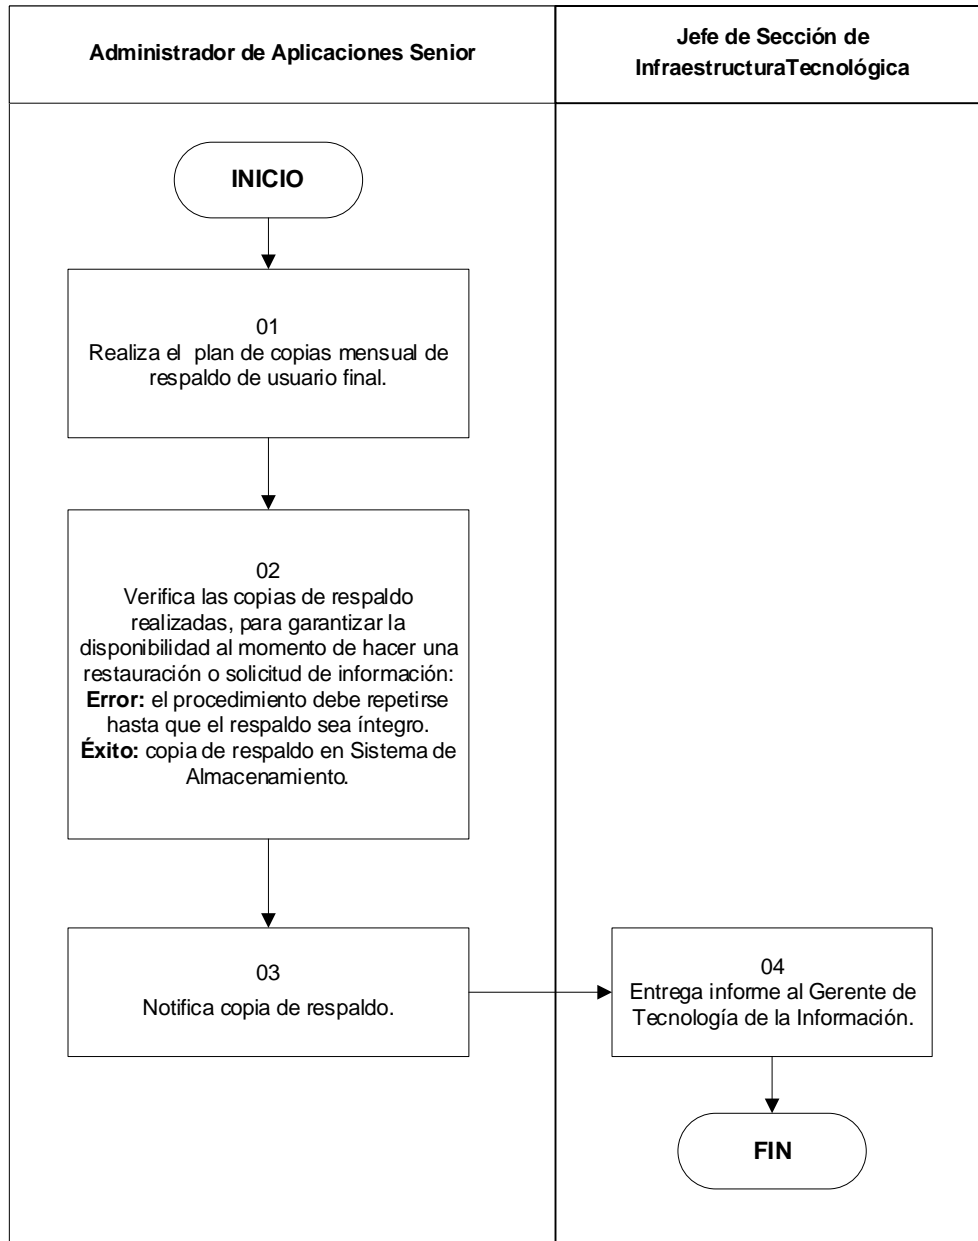 Administrador de Aplicaciones Senior
Jefe de Sección de
InfraestructuraTecnológica
INICIO
01
Realiza el plan de copias mensual de
respaldo de usuario final.
02
Verifica las copias de respaldo
realizadas, para garantizar la
disponibilidad al momento de hacer una
restauración o solicitud de información:
Error: el procedimiento debe repetirse
hasta que el respaldo sea íntegro.
Éxito: copia de respaldo en Sistema de
Almacenamiento.
03
Notifica copia de respaldo.
04
Entrega informe al Gerente de
Tecnología de la Información.
FIN